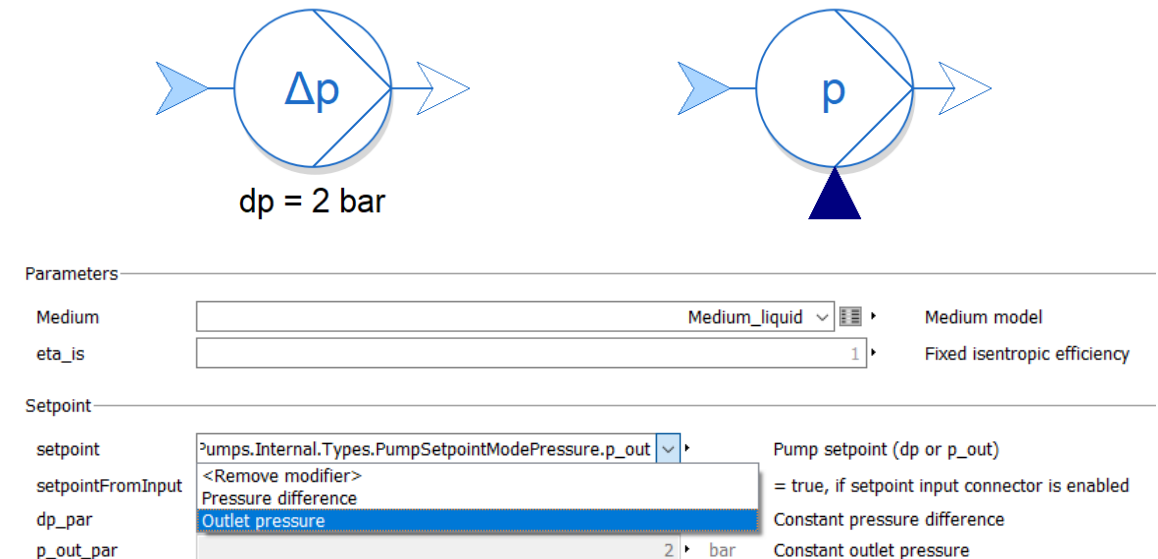 Δp
p
dp = 2 bar
Parameters
Medium Medium_liquid Medium model
eta_is 1 Fixed isentropic efficiency
Setpoint
setpoint Pumps.Internal.Types.PumpSetpointModePressure.p_out Pump setpoint (dp or p_out)
<Remove modifier>
setpointFromInput = true, if setpoint input connector is enabled
Pressure difference
Outlet pressure
dp_par Constant pressure difference
p_out_par 2 bar Constant outlet pressure